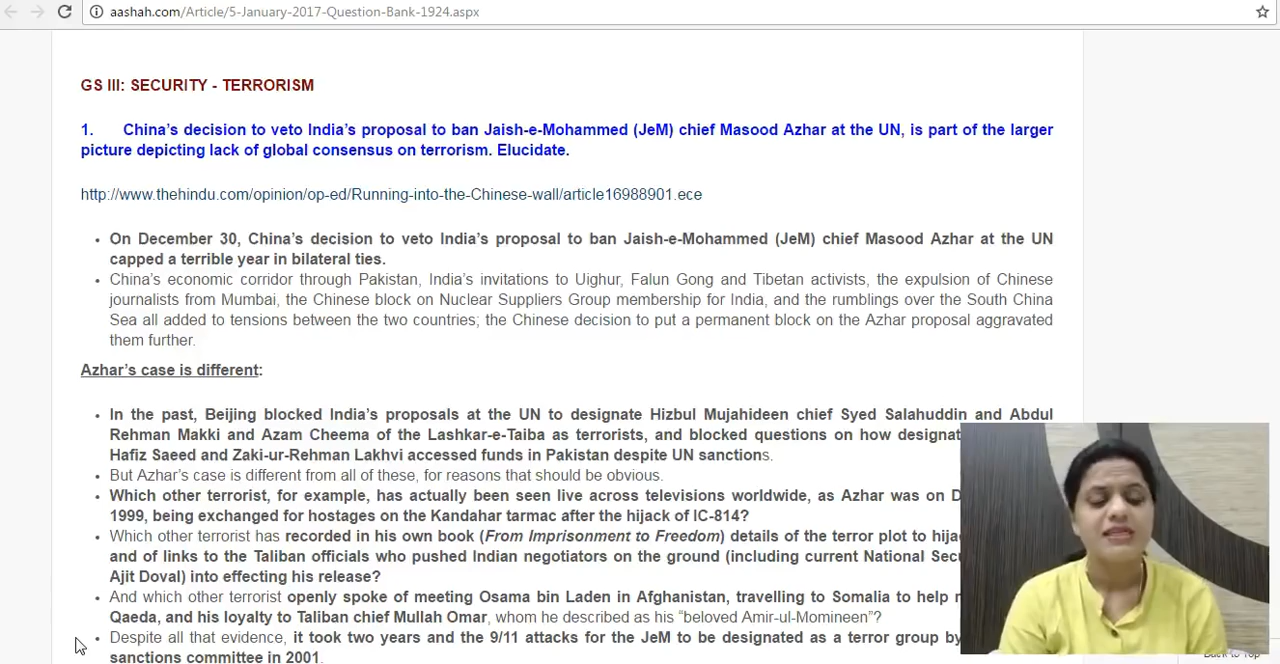 aashah.com/Article/5-January-2017-Question-Bank-1924.aspx
GS III: SECURITY - TERRORISM
1. China's decision to veto India's proposal to ban Jaish-e-Mohammed (JeM) chief Masood Azhar at the UN, is part of the larger
picture depicting lack of global consensus on terrorism. Elucidate.
http://www.thehindu.com/opinion/op-ed/Running-into-the-Chinese-wall/article16988901.ece
• On December 30, China's decision to veto India's proposal to ban Jaish-e-Mohammed (JeM) chief Masood Azhar at the UN
capped a terrible year in bilateral ties.
• China's economic corridor through Pakistan, India's invitations to Uighur, Falun Gong and Tibetan activists, the expulsion of Chinese
journalists from Mumbai, the Chinese block on Nuclear Suppliers Group membership for India, and the rumblings over the South China
Sea all added to tensions between the two countries; the Chinese decision to put a permanent block on the Azhar proposal aggravated
them further.
Azhar's case is different:
• In the past, Beijing blocked India's proposals at the UN to designate Hizbul Mujahideen chief Syed Salahuddin and Abdul
Rehman Makki and Azam Cheema of the Lashkar-e-Taiba as terrorists, and blocked questions on how designat
Hafiz Saeed and Zaki-ur-Rehman Lakhvi accessed funds in Pakistan despite UN sanctions.
• But Azhar's case is different from all of these, for reasons that should be obvious.
• Which other terrorist, for example, has actually been seen live across televisions worldwide, as Azhar was on D
1999, being exchanged for hostages on the Kandahar tarmac after the hijack of IC-814?
• Which other terrorist has recorded in his own book (From Imprisonment to Freedom) details of the terror plot to hija
and of links to the Taliban officials who pushed Indian negotiators on the ground (including current National Sec
Ajit Doval) into effecting his release?
• And which other terrorist openly spoke of meeting Osama bin Laden in Afghanistan, travelling to Somalia to help
Qaeda, and his loyalty to Taliban chief Mullah Omar, whom he described as his "beloved Amir-ul-Momineen"?
• Despite all that evidence, it took two years and the 9/11 attacks for the JeM to be designated as a terror group by
sanctions committee in 2001.
Back to Top